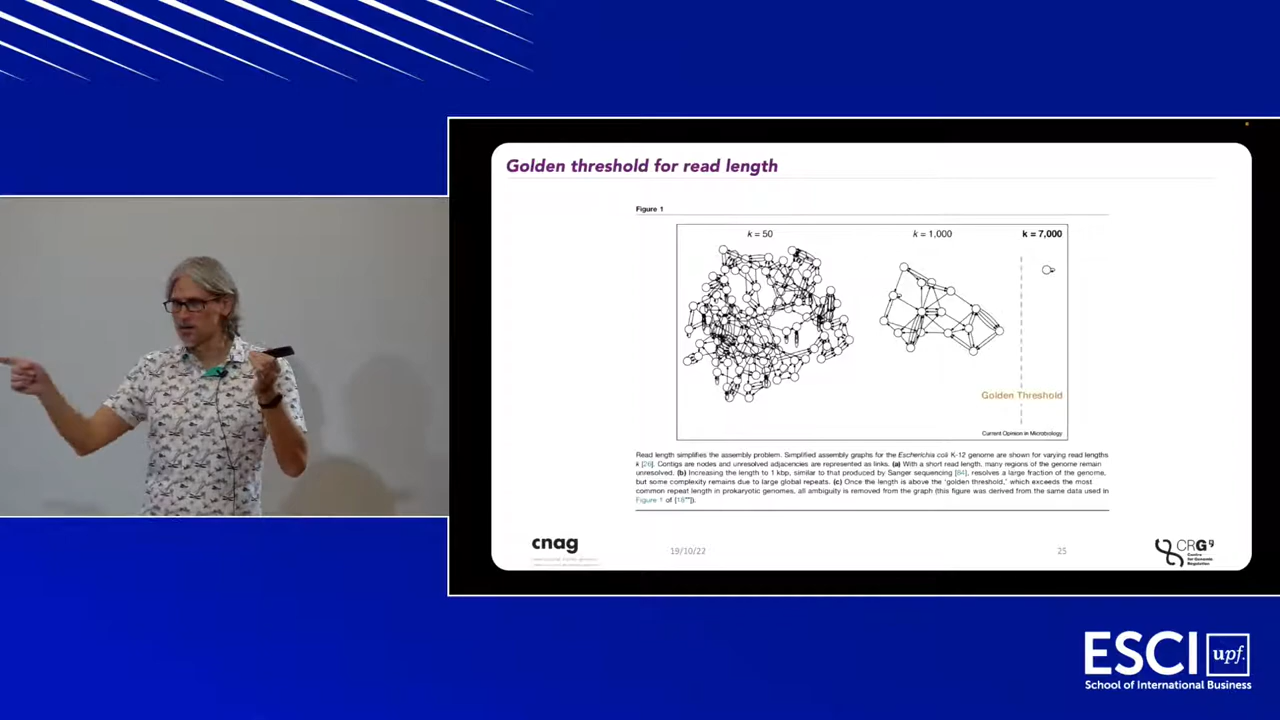 Golden threshold for read length
Figure 1
k = 50
k = 1,000
k = 7,000
Golden Threshold
Current Opinion in Microbiology
Read length simplifies the assembly problem. Simplified assembly graphs for the Escherichia coli K-12 genome are shown for varying read lengths
k [26]. Contigs are nodes and unresolved adjacencies are represented as links. (a) With a short read length, many regions of the genome remain
unresolved. (b) Increasing the length to 1 kbp, similar to that produced by Sanger sequencing [84], resolves a large fraction of the genome,
but some complexity remains due to large global repeats. (c) Once the length is above the 'golden threshold,' which exceeds the most
common repeat length in prokaryotic genomes, all ambiguity is removed from the graph (this figure was derived from the same data used in
Figure 1 of [18••]).
cnag
19/10/22
25
CRG
Centre
for Genomic
Regulation
ESCI upf.
School of International Business